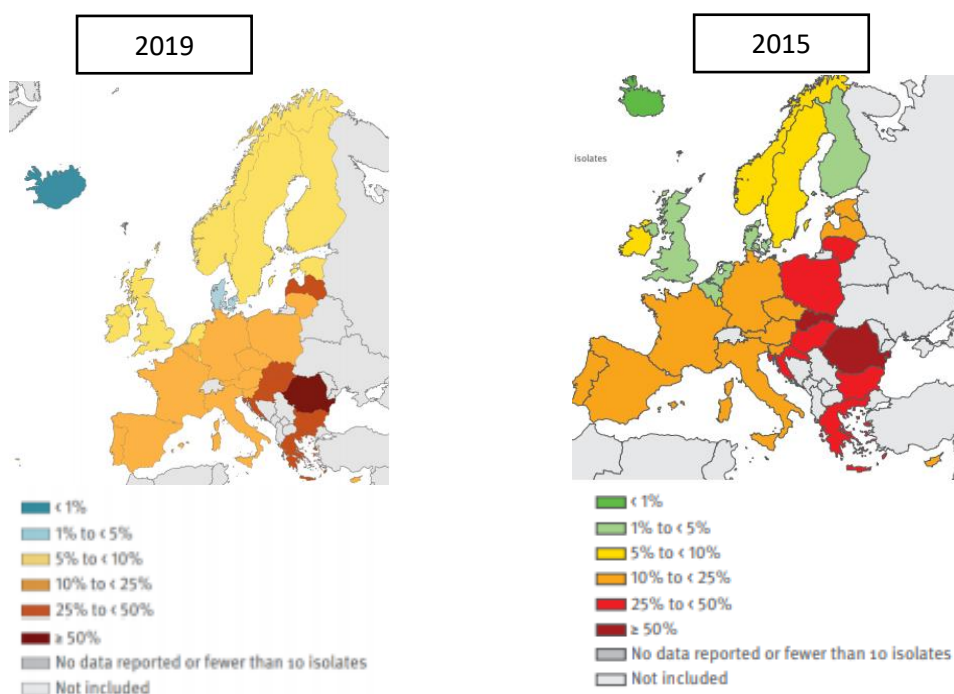 2019
2015
isolates
< 1%
1% to < 5%
5% to < 10%
10% to < 25%
25% to < 50%
≥ 50%
No data reported or fewer than 10 isolates
Not included
< 1%
1% to < 5%
5% to < 10%
10% to < 25%
25% to < 50%
≥ 50%
No data reported or fewer than 10 isolates
Not included